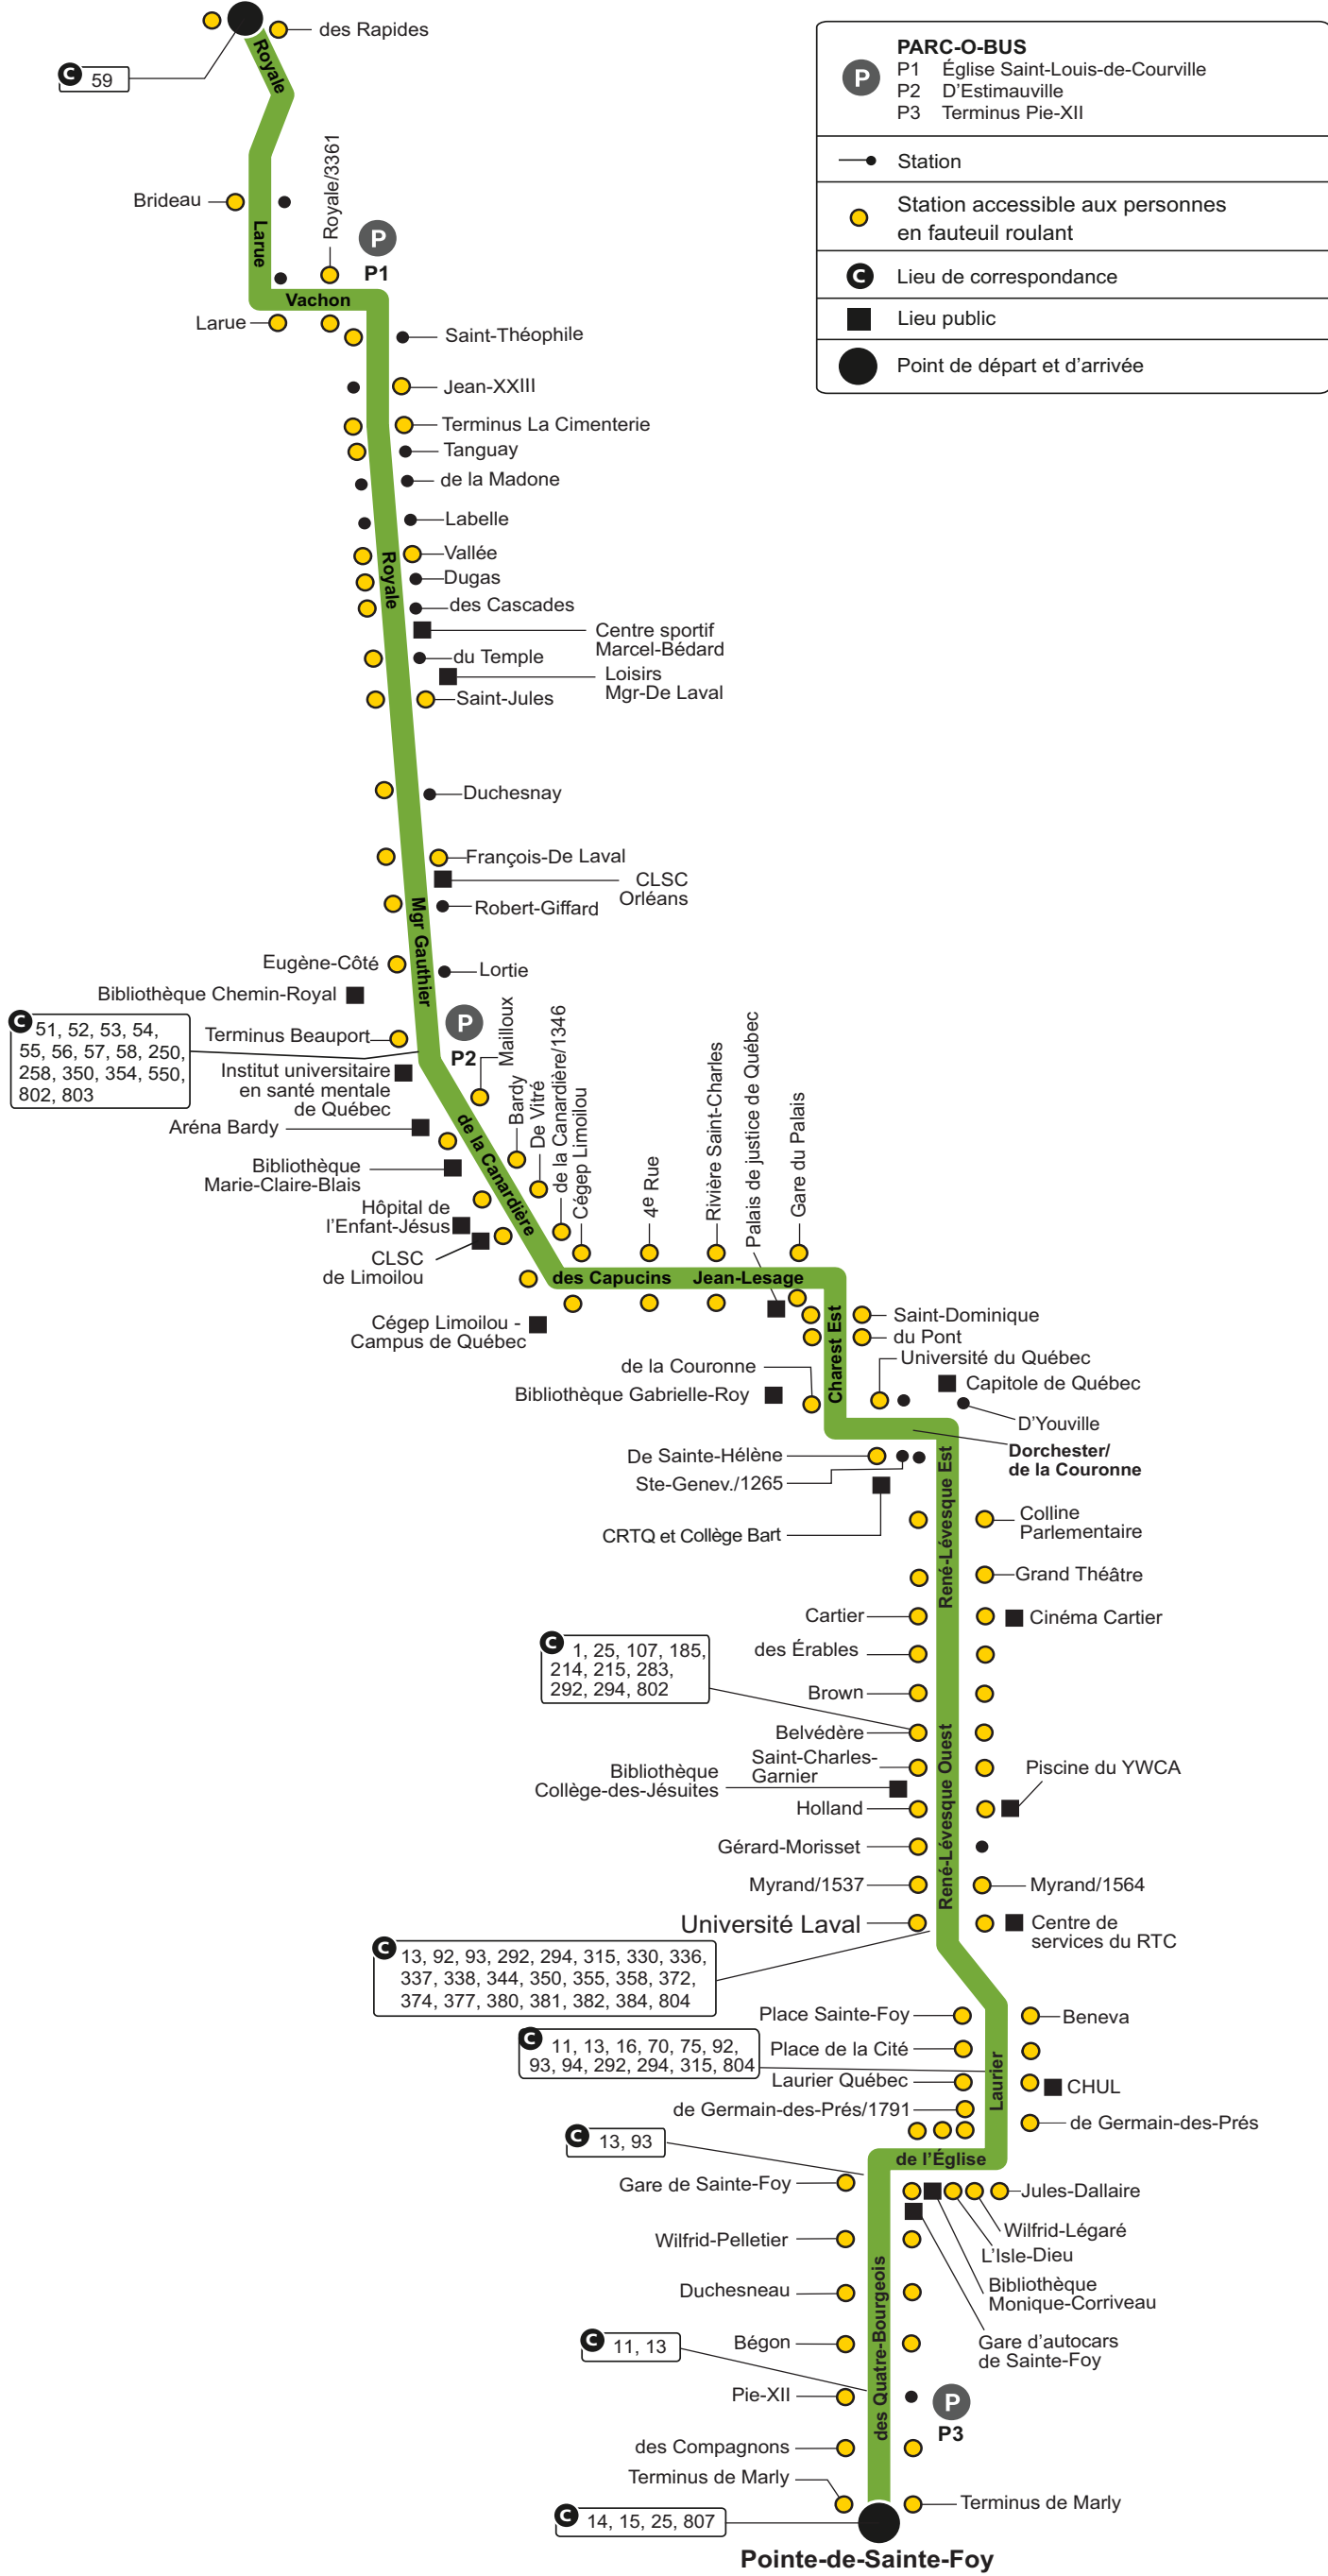 des Rapides
Royale
C 59
PARC-O-BUS
P
P1 Église Saint-Louis-de-Courville
P2 D'Estimauville
P3 Terminus Pie-XII
Station
Station accessible aux personnes
en fauteuil roulant
C Lieu de correspondance
Lieu public
Point de départ et d'arrivée
Brideau
Larue
Royale/3361
P
P1
Vachon
Larue
Saint-Théophile
Jean-XXIII
Terminus La Cimenterie
Tanguay
de la Madone
Labelle
Vallée
Royale
Dugas
des Cascades
Centre sportif
Marcel-Bédard
du Temple
Loisirs
Mgr-De Laval
Saint-Jules
Duchesnay
François-De Laval
CLSC
Orléans
Robert-Giffard
Mgr Gauthier
Eugène-Côté
Lortie
Bibliothèque Chemin-Royal
C 51, 52, 53, 54,
55, 56, 57, 58, 250,
258, 350, 354, 550,
802, 803
Terminus Beauport
P
P2
Mailloux
Institut universitaire
en santé mentale
de Québec
Aréna Bardy
de la Canardière
Bardy
De Vitré
de la Canardière/1346
Cégep Limoilou
4e Rue
Rivière Saint-Charles
Palais de justice de Québec
Gare du Palais
Bibliothèque
Marie-Claire-Blais
Hôpital de
l'Enfant-Jésus
CLSC
de Limoilou
des Capucins
Jean-Lesage
Cégep Limoilou -
Campus de Québec
Charest Est
Saint-Dominique
du Pont
Université du Québec
de la Couronne
Capitole de Québec
Bibliothèque Gabrielle-Roy
D'Youville
Dorchester/
de la Couronne
De Sainte-Hélène
Ste-Genev./1265
CRTQ et Collège Bart
René-Lévesque Est
Colline
Parlementaire
Grand Théâtre
Cartier
Cinéma Cartier
C 1, 25, 107, 185,
214, 215, 283,
292, 294, 802
des Érables
Brown
Belvédère
René-Lévesque Ouest
Saint-Charles-
Garnier
Bibliothèque
Collège-des-Jésuites
Piscine du YWCA
Holland
Gérard-Morisset
Myrand/1537
Myrand/1564
Université Laval
Centre de
services du RTC
C 13, 92, 93, 292, 294, 315, 330, 336,
337, 338, 344, 350, 355, 358, 372,
374, 377, 380, 381, 382, 384, 804
Place Sainte-Foy
Beneva
C 11, 13, 16, 70, 75, 92,
93, 94, 292, 294, 315, 804
Place de la Cité
Laurier
Laurier Québec
CHUL
de Germain-des-Prés/1791
de Germain-des-Prés
C 13, 93
de l'Église
Gare de Sainte-Foy
Jules-Dallaire
Wilfrid-Légaré
L'Isle-Dieu
Bibliothèque
Monique-Corriveau
Gare d'autocars
de Sainte-Foy
Wilfrid-Pelletier
Duchesneau
des Quatre-Bourgeois
C 11, 13
Bégon
Pie-XII
P
P3
des Compagnons
Terminus de Marly
Terminus de Marly
C 14, 15, 25, 807
Pointe-de-Sainte-Foy